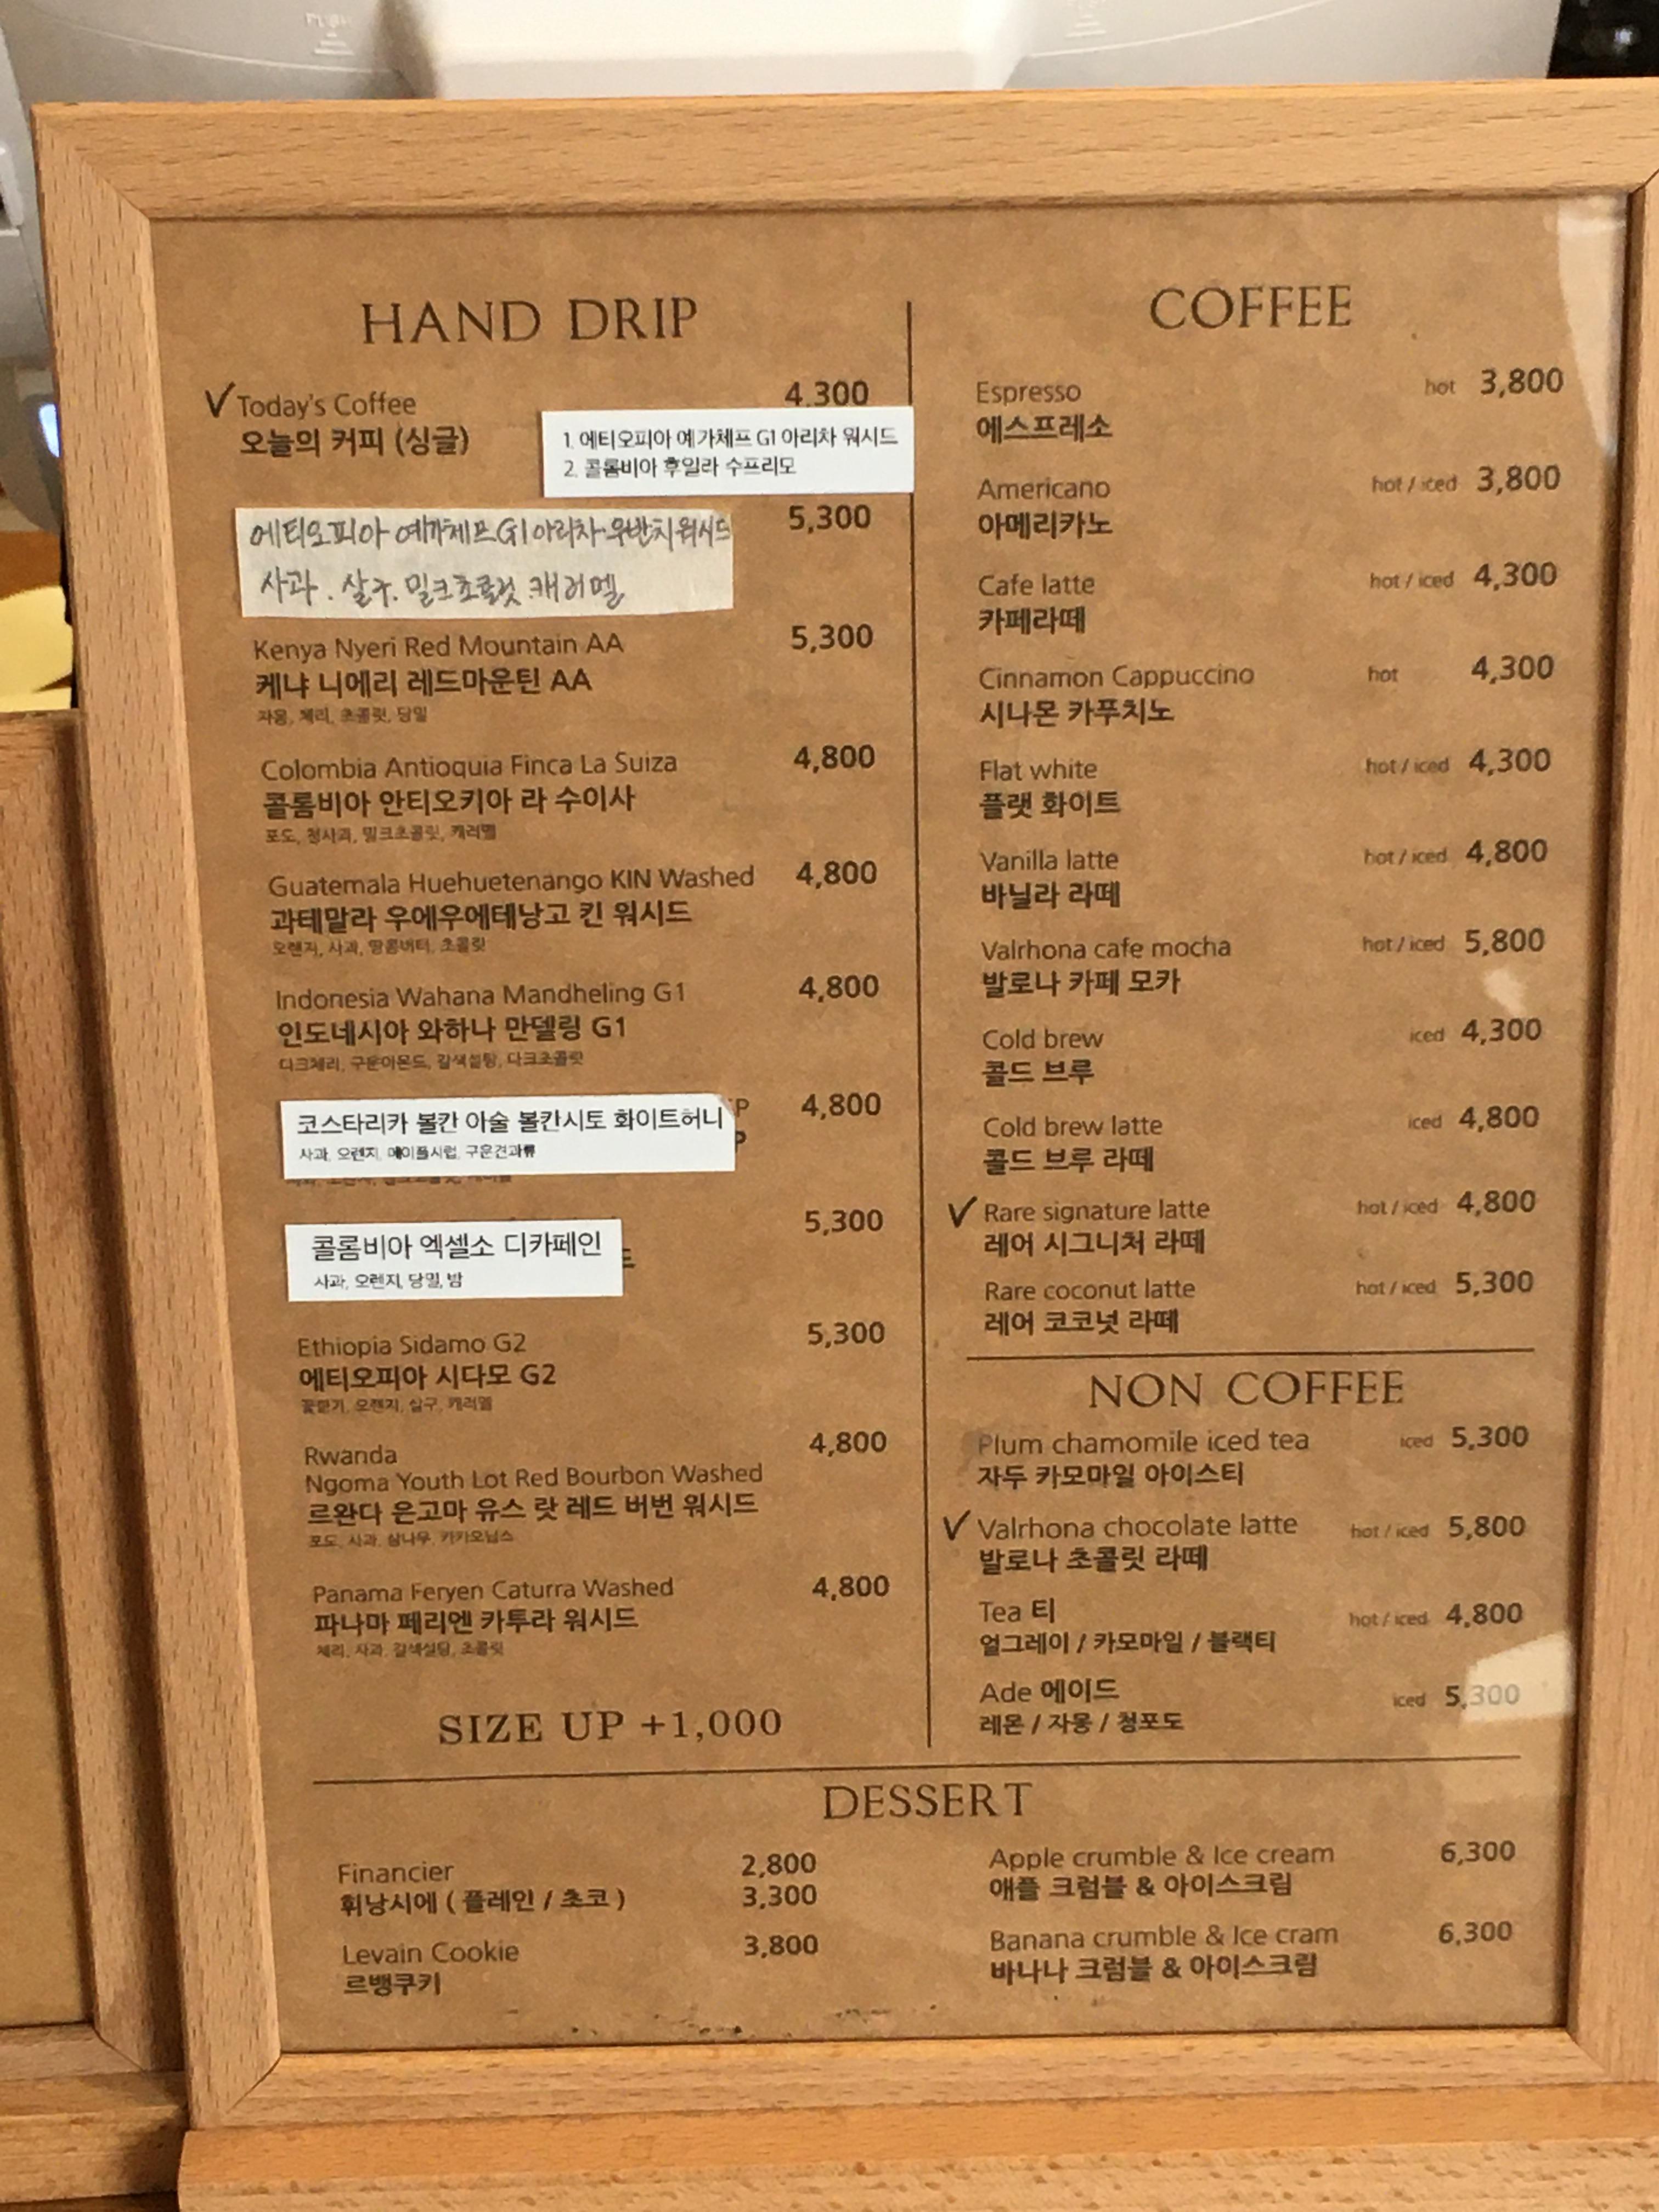 HAND DRIP
✓ Today's Coffee 4,300
오늘의 커피 (싱글)
1. 에티오피아 예가체프 G1 아리차 워시드
2. 콜롬비아 후일라 수프리모
에티오피아 예가체프 G1 아리차·우반치 워시드 5,300
사과. 살구. 밀크쵸콜릿. 캐러멜
Kenya Nyeri Red Mountain AA 5,300
케냐 니에리 레드마운틴 AA
자몽, 체리, 초콜릿, 당밀
Colombia Antioquia Finca La Suiza 4,800
콜롬비아 안티오키아 라 수이사
포도, 청사과, 밀크초콜릿, 캐러멜
Guatemala Huehuetenango KIN Washed 4,800
과테말라 우에우에테낭고 킨 워시드
오렌지, 사과, 땅콩버터, 초콜릿
Indonesia Wahana Mandheling G1 4,800
인도네시아 와하나 만델링 G1
다크체리, 구운아몬드, 갈색설탕, 다크초콜릿
코스타리카 볼칸 아술 볼칸시토 화이트허니 4,800
사과, 오렌지, 메이플시럽, 구운견과류
5,300
콜롬비아 엑셀소 디카페인
사과, 오렌지, 당밀, 밤
Ethiopia Sidamo G2 5,300
에티오피아 시다모 G2
꽃향기, 오렌지, 살구, 캐러멜
Rwanda 4,800
Ngoma Youth Lot Red Bourbon Washed
르완다 은고마 유스 랏 레드 버번 워시드
포도, 사과, 삼나무, 카카오닙스
Panama Feryen Caturra Washed 4,800
파나마 페리엔 카투라 워시드
체리, 사과, 갈색설탕, 초콜릿
SIZE UP +1,000
COFFEE
Espresso hot 3,800
에스프레소
Americano hot / iced 3,800
아메리카노
Cafe latte hot / iced 4,300
카페라떼
Cinnamon Cappuccino hot 4,300
시나몬 카푸치노
Flat white hot / iced 4,300
플랫 화이트
Vanilla latte hot / iced 4,800
바닐라 라떼
Valrhona cafe mocha hot / iced 5,800
발로나 카페 모카
Cold brew iced 4,300
콜드 브루
Cold brew latte iced 4,800
콜드 브루 라떼
✓ Rare signature latte hot / iced 4,800
레어 시그니처 라떼
Rare coconut latte hot / iced 5,300
레어 코코넛 라떼
NON COFFEE
Plum chamomile iced tea iced 5,300
자두 카모마일 아이스티
✓ Valrhona chocolate latte hot / iced 5,800
발로나 초콜릿 라떼
Tea 티 hot / iced 4,800
얼그레이 / 카모마일 / 블랙티
Ade 에이드 iced 5,300
레몬 / 자몽 / 청포도
DESSERT
Financier 2,800
휘낭시에 ( 플레인 / 초코 ) 3,300
Levain Cookie 3,800
르뱅쿠키
Apple crumble & Ice cream 6,300
애플 크럼블 & 아이스크림
Banana crumble & Ice cram 6,300
바나나 크럼블 & 아이스크림